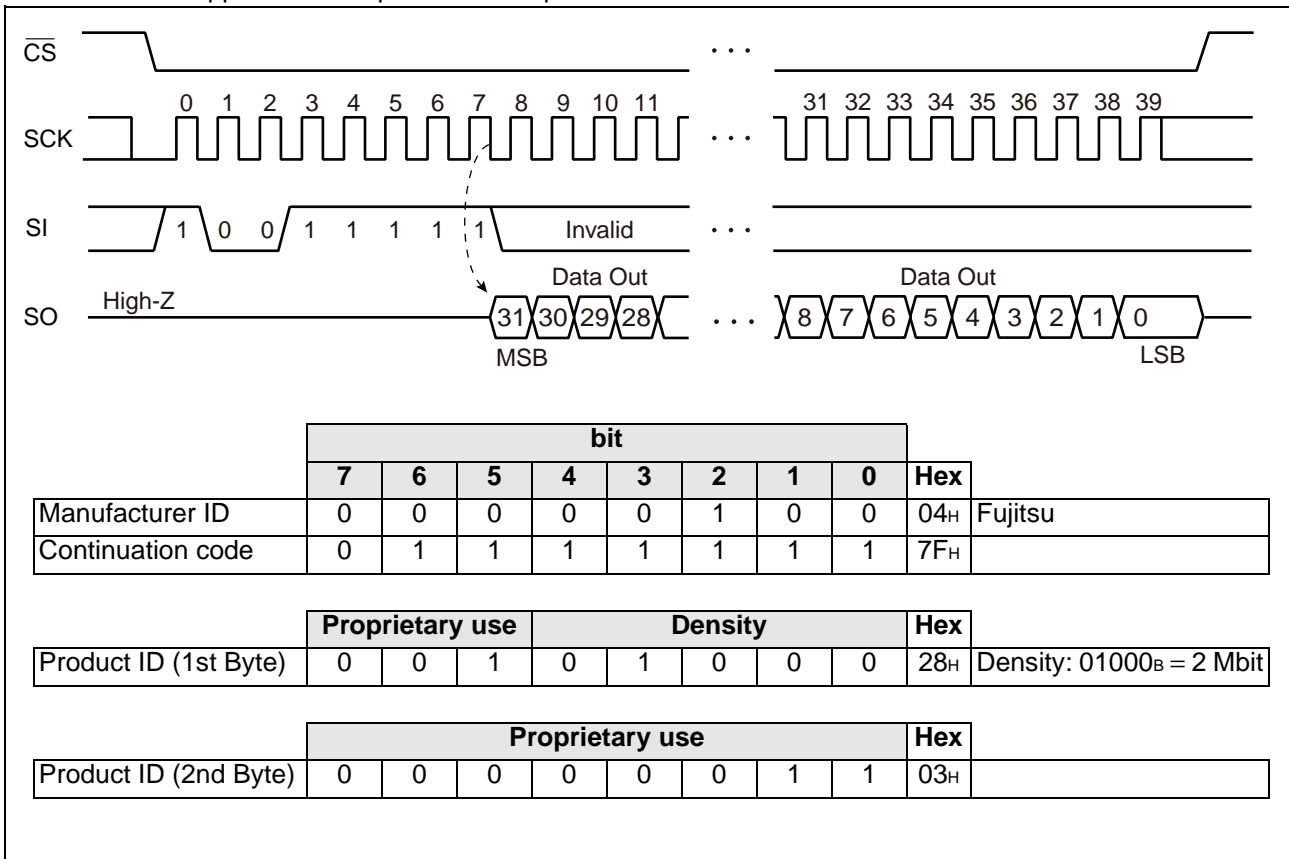 CS
0 1 2 3 4 5 6 7 8 9 10 11 31 32 33 34 35 36 37 38 39
SCK
SI 1 0 0 1 1 1 1 1 Invalid
Data Out Data Out
High-Z
SO 31 30 29 28 8 7 6 5 4 3 2 1 0
MSB LSB
bit
7 6 5 4 3 2 1 0 Hex
Manufacturer ID 0 0 0 0 0 1 0 0 04H Fujitsu
Continuation code 0 1 1 1 1 1 1 1 7FH
Proprietary use Density Hex
Product ID (1st Byte) 0 0 1 0 1 0 0 0 28H Density: 01000B = 2 Mbit
Proprietary use Hex
Product ID (2nd Byte) 0 0 0 0 0 0 1 1 03H